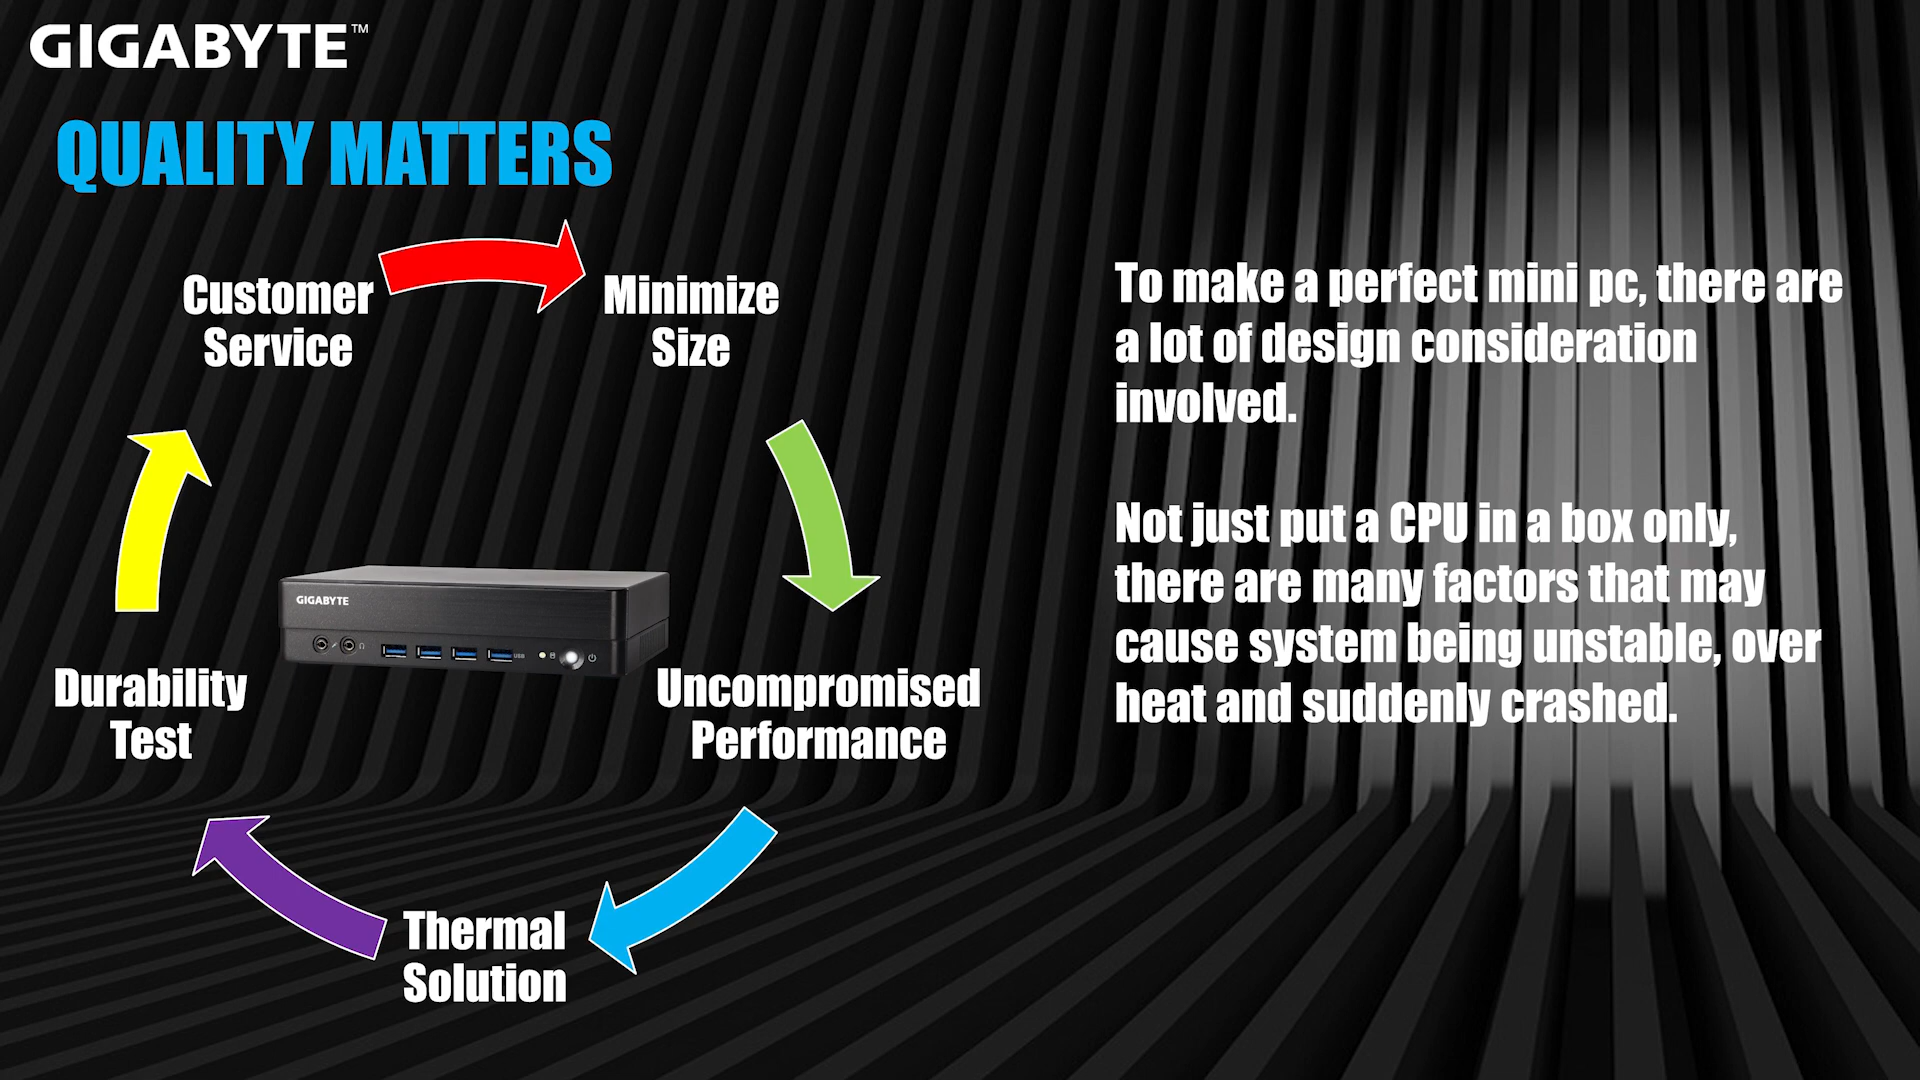 GIGABYTE™
QUALITY MATTERS
Customer
Service
Minimize
Size
Durability
Test
GIGABYTE
USB
Uncompromised
Performance
Thermal
Solution
To make a perfect mini pc, there are
a lot of design consideration
involved.
Not just put a CPU in a box only,
there are many factors that may
cause system being unstable, over
heat and suddenly crashed.